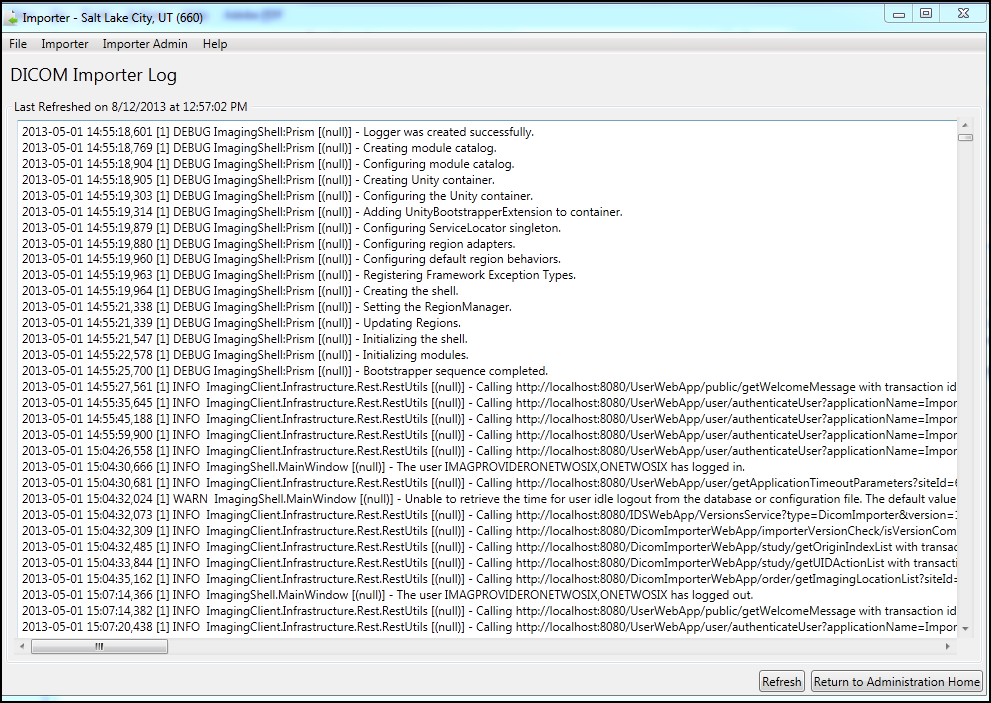 Importer - Salt Lake City, UT (660)
File Importer Importer Admin Help
DICOM Importer Log
Last Refreshed on 8/12/2013 at 12:57:02 PM
2013-05-01 14:55:18,601 [1] DEBUG ImagingShell:Prism [(null)] - Logger was created successfully.
2013-05-01 14:55:18,769 [1] DEBUG ImagingShell:Prism [(null)] - Creating module catalog.
2013-05-01 14:55:18,904 [1] DEBUG ImagingShell:Prism [(null)] - Configuring module catalog.
2013-05-01 14:55:18,905 [1] DEBUG ImagingShell:Prism [(null)] - Creating Unity container.
2013-05-01 14:55:19,303 [1] DEBUG ImagingShell:Prism [(null)] - Configuring the Unity container.
2013-05-01 14:55:19,314 [1] DEBUG ImagingShell:Prism [(null)] - Adding UnityBootstrapperExtension to container.
2013-05-01 14:55:19,879 [1] DEBUG ImagingShell:Prism [(null)] - Configuring ServiceLocator singleton.
2013-05-01 14:55:19,880 [1] DEBUG ImagingShell:Prism [(null)] - Configuring region adapters.
2013-05-01 14:55:19,960 [1] DEBUG ImagingShell:Prism [(null)] - Configuring default region behaviors.
2013-05-01 14:55:19,963 [1] DEBUG ImagingShell:Prism [(null)] - Registering Framework Exception Types.
2013-05-01 14:55:19,964 [1] DEBUG ImagingShell:Prism [(null)] - Creating the shell.
2013-05-01 14:55:21,338 [1] DEBUG ImagingShell:Prism [(null)] - Setting the RegionManager.
2013-05-01 14:55:21,339 [1] DEBUG ImagingShell:Prism [(null)] - Updating Regions.
2013-05-01 14:55:21,547 [1] DEBUG ImagingShell:Prism [(null)] - Initializing the shell.
2013-05-01 14:55:22,578 [1] DEBUG ImagingShell:Prism [(null)] - Initializing modules.
2013-05-01 14:55:25,700 [1] DEBUG ImagingShell:Prism [(null)] - Bootstrapper sequence completed.
2013-05-01 14:55:27,561 [1] INFO ImagingClient.Infrastructure.Rest.RestUtils [(null)] - Calling http://localhost:8080/UserWebApp/public/getWelcomeMessage with transaction id
2013-05-01 14:55:35,645 [1] INFO ImagingClient.Infrastructure.Rest.RestUtils [(null)] - Calling http://localhost:8080/UserWebApp/user/authenticateUser?applicationName=Impor
2013-05-01 14:55:45,188 [1] INFO ImagingClient.Infrastructure.Rest.RestUtils [(null)] - Calling http://localhost:8080/UserWebApp/user/authenticateUser?applicationName=Impor
2013-05-01 14:55:59,900 [1] INFO ImagingClient.Infrastructure.Rest.RestUtils [(null)] - Calling http://localhost:8080/UserWebApp/user/authenticateUser?applicationName=Impor
2013-05-01 15:04:26,558 [1] INFO ImagingClient.Infrastructure.Rest.RestUtils [(null)] - Calling http://localhost:8080/UserWebApp/user/authenticateUser?applicationName=Impor
2013-05-01 15:04:30,666 [1] INFO ImagingShell.MainWindow [(null)] - The user IMAGPROVIDERONETWOSIX,ONETWOSIX has logged in.
2013-05-01 15:04:30,681 [1] INFO ImagingClient.Infrastructure.Rest.RestUtils [(null)] - Calling http://localhost:8080/UserWebApp/user/getApplicationTimeoutParameters?siteId=6
2013-05-01 15:04:32,024 [1] WARN ImagingShell.MainWindow [(null)] - Unable to retrieve the time for user idle logout from the database or configuration file. The default value
2013-05-01 15:04:32,073 [1] INFO ImagingClient.Infrastructure.Rest.RestUtils [(null)] - Calling http://localhost:8080/IDSWebApp/VersionsService?type=DicomImporter&version=1
2013-05-01 15:04:32,309 [1] INFO ImagingClient.Infrastructure.Rest.RestUtils [(null)] - Calling http://localhost:8080/DicomImporterWebApp/importerVersionCheck/isVersionCom
2013-05-01 15:04:32,485 [1] INFO ImagingClient.Infrastructure.Rest.RestUtils [(null)] - Calling http://localhost:8080/DicomImporterWebApp/study/getOriginIndexList with transac
2013-05-01 15:04:33,844 [1] INFO ImagingClient.Infrastructure.Rest.RestUtils [(null)] - Calling http://localhost:8080/DicomImporterWebApp/study/getUIDActionList with transacti
2013-05-01 15:04:35,162 [1] INFO ImagingClient.Infrastructure.Rest.RestUtils [(null)] - Calling http://localhost:8080/DicomImporterWebApp/order/getImagingLocationList?siteId=
2013-05-01 15:07:14,366 [1] INFO ImagingShell.MainWindow [(null)] - The user IMAGPROVIDERONETWOSIX,ONETWOSIX has logged out.
2013-05-01 15:07:14,382 [1] INFO ImagingClient.Infrastructure.Rest.RestUtils [(null)] - Calling http://localhost:8080/UserWebApp/public/getWelcomeMessage with transaction id
2013-05-01 15:07:20,438 [1] INFO ImagingClient.Infrastructure.Rest.RestUtils [(null)] - Calling http://localhost:8080/UserWebApp/user/authenticateUser?applicationName=Impor
Refresh Return to Administration Home